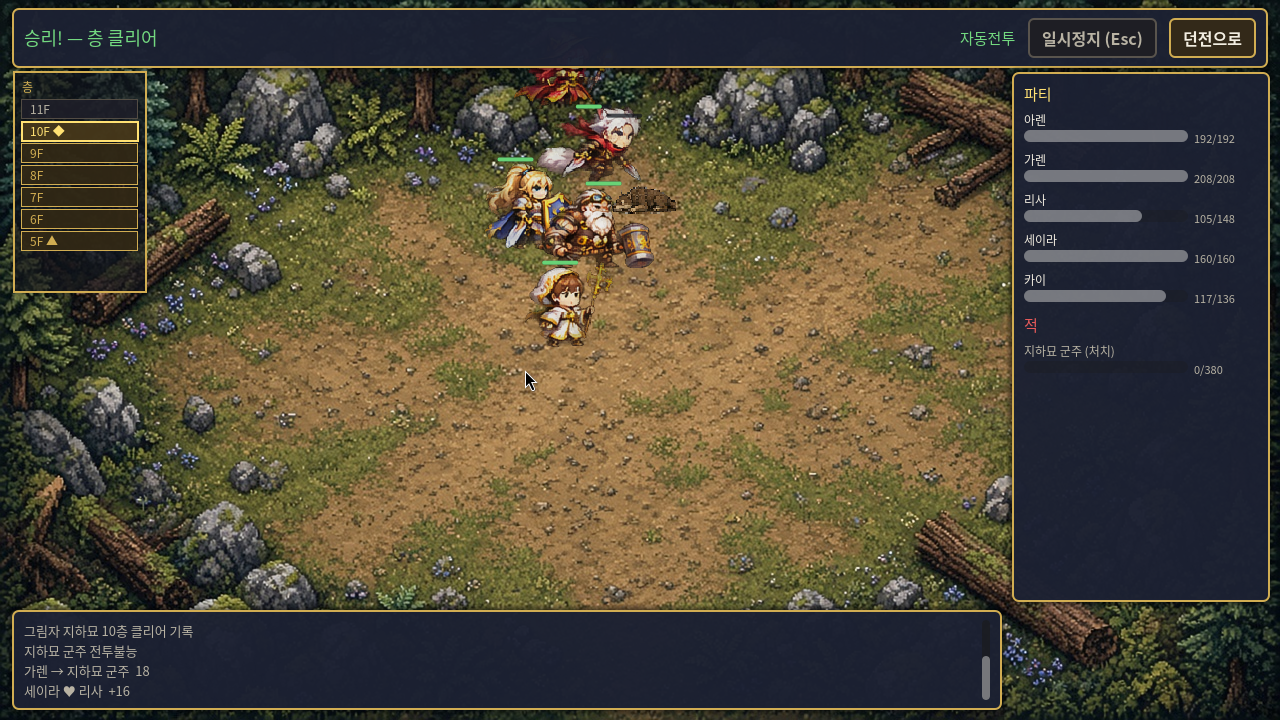 승리! — 층 클리어
자동전투
일시정지 (Esc)
던전으로
층
11F
10F ◆
9F
8F
7F
6F
5F ▲
파티
아렌
192/192
가렌
208/208
리사
105/148
세이라
160/160
카이
117/136
적
지하묘 군주 (처치)
0/380
그림자 지하묘 10층 클리어 기록
지하묘 군주 전투불능
가렌 → 지하묘 군주 18
세이라 ♥ 리사 +16